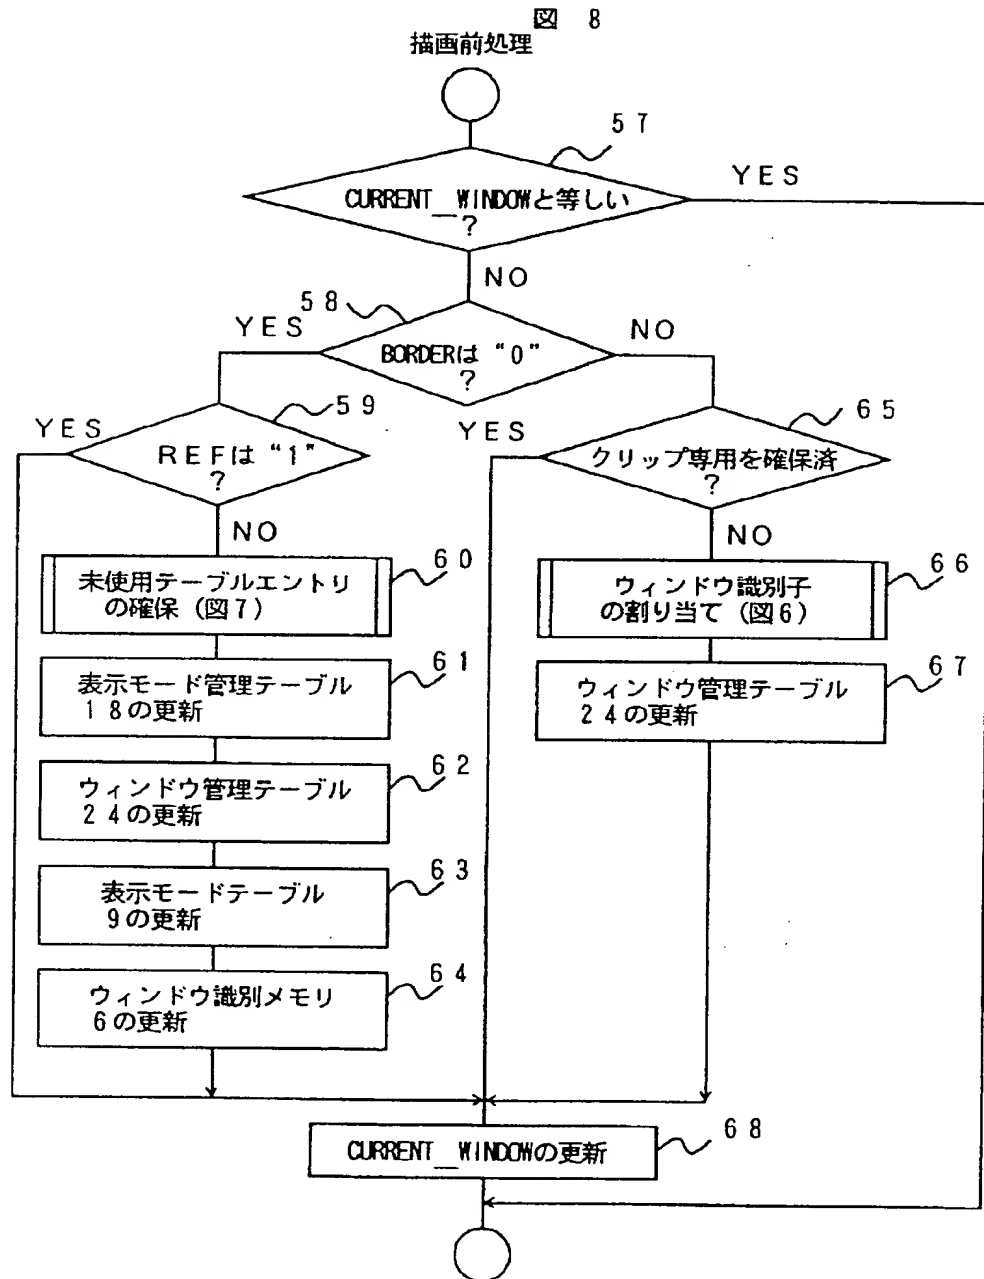 図 8
描画前処理
57
CURRENT_WINDOWと等しい
?
YES
NO
58
YES
NO
BORDERは "0"
?
59
65
YES
YES
REFは "1"
?
クリップ専用を確保済
?
NO
NO
60
66
未使用テーブルエントリ
の確保 (図7)
ウィンドウ識別子
の割り当て (図6)
61
67
表示モード管理テーブル
18の更新
ウィンドウ管理テーブル
24の更新
62
ウィンドウ管理テーブル
24の更新
63
表示モードテーブル
9の更新
64
ウィンドウ識別メモリ
6の更新
68
CURRENT_WINDOWの更新